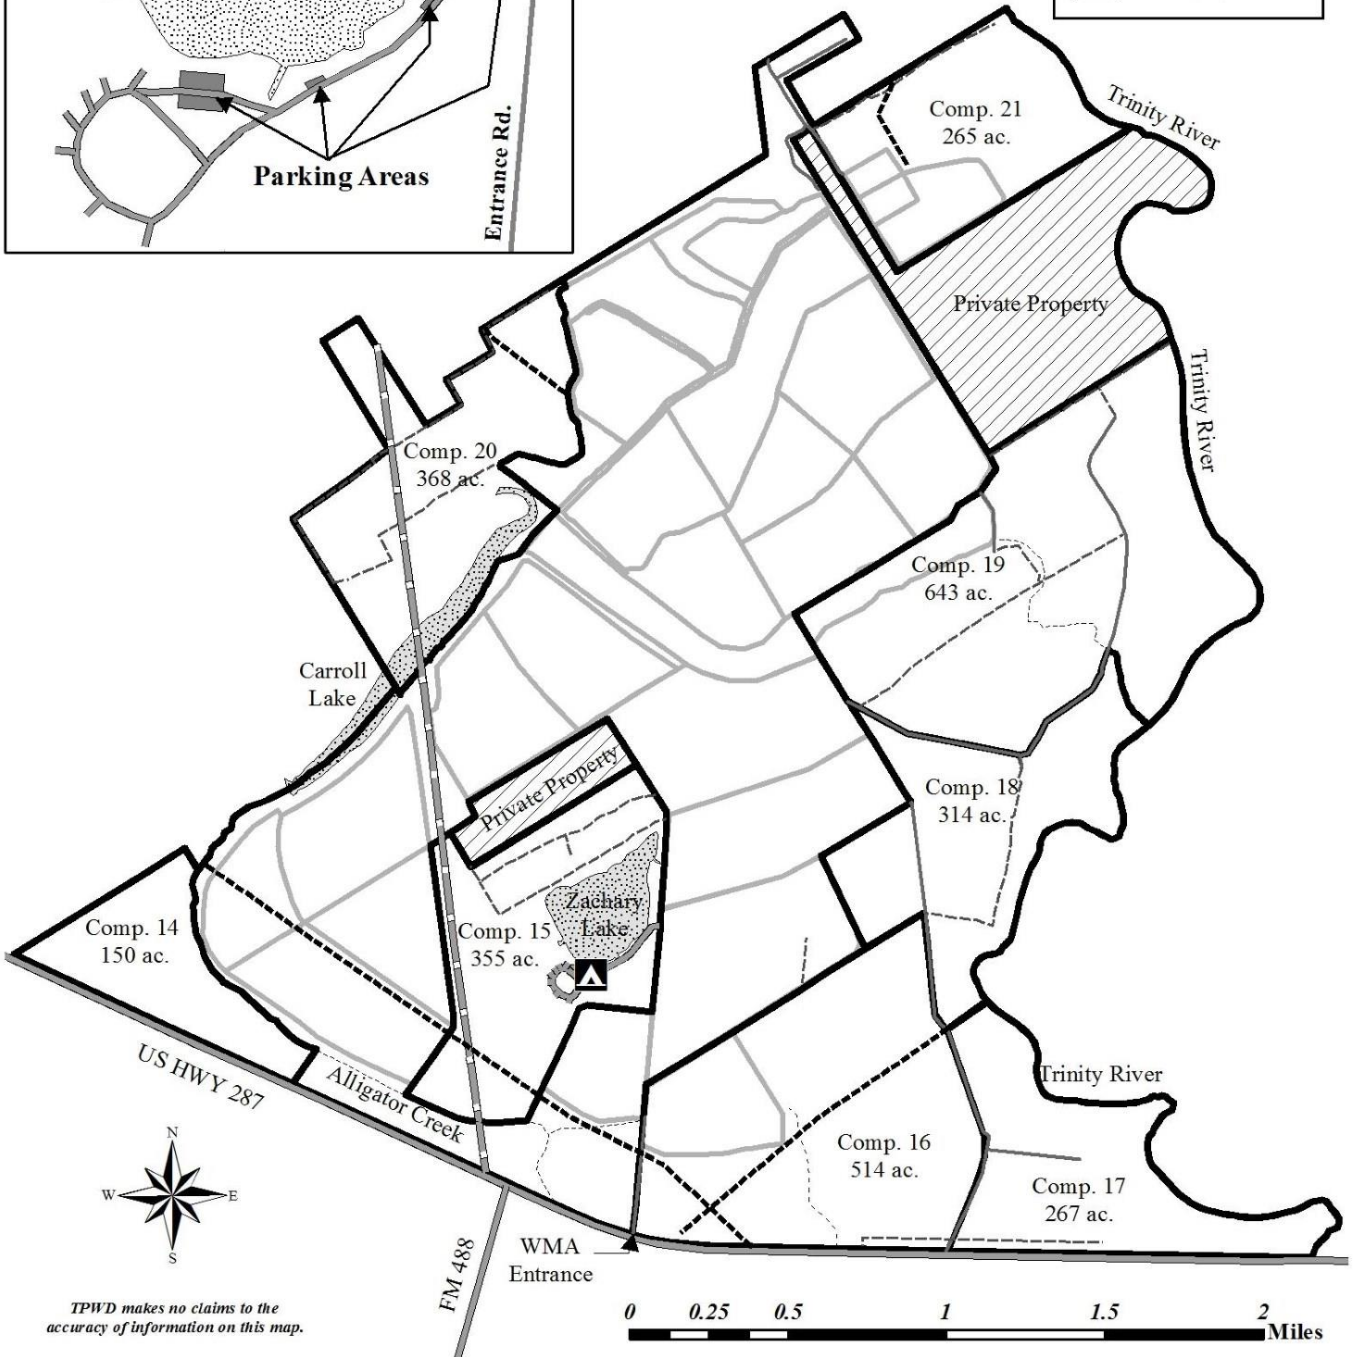 Parking Areas
Entrance Rd.
Comp. 21
265 ac.
Trinity River
Private Property
Trinity River
Comp. 20
368 ac.
Comp. 19
643 ac.
Carroll
Lake
Private Property
Comp. 18
314 ac.
Zachary
Lake
Comp. 14
150 ac.
Comp. 15
355 ac.
US HWY 287
Alligator Creek
Trinity River
Comp. 16
514 ac.
Comp. 17
267 ac.
N
W E
S
FM 488
WMA
Entrance
TPWD makes no claims to the
accuracy of information on this map.
0 0.25 0.5 1 1.5 2
Miles